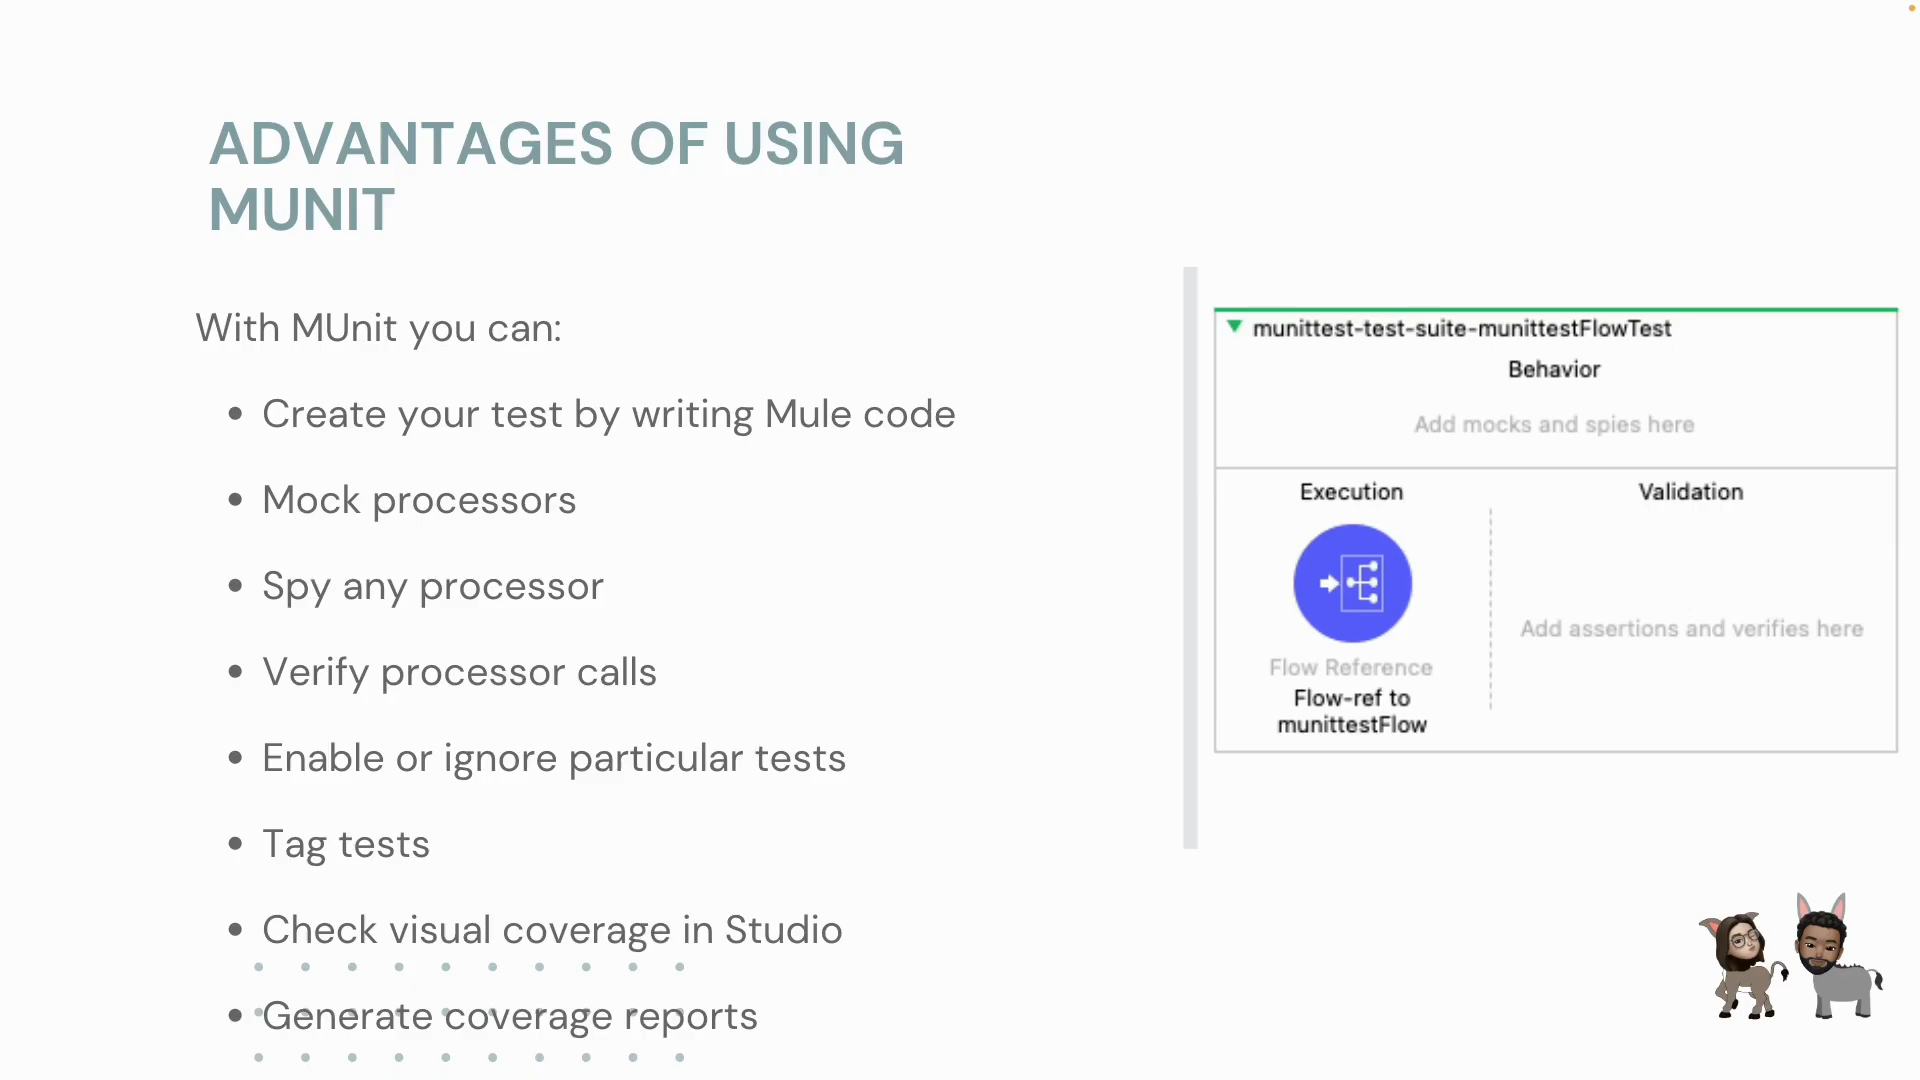 ADVANTAGES OF USING
MUNIT
With MUnit you can:
• Create your test by writing Mule code
• Mock processors
• Spy any processor
• Verify processor calls
• Enable or ignore particular tests
• Tag tests
• Check visual coverage in Studio
• Generate coverage reports
munittest-test-suite-munittestFlowTest
Behavior
Add mocks and spies here
Execution
Flow Reference
Flow-ref to
munittestFlow
Validation
Add assertions and verifies here